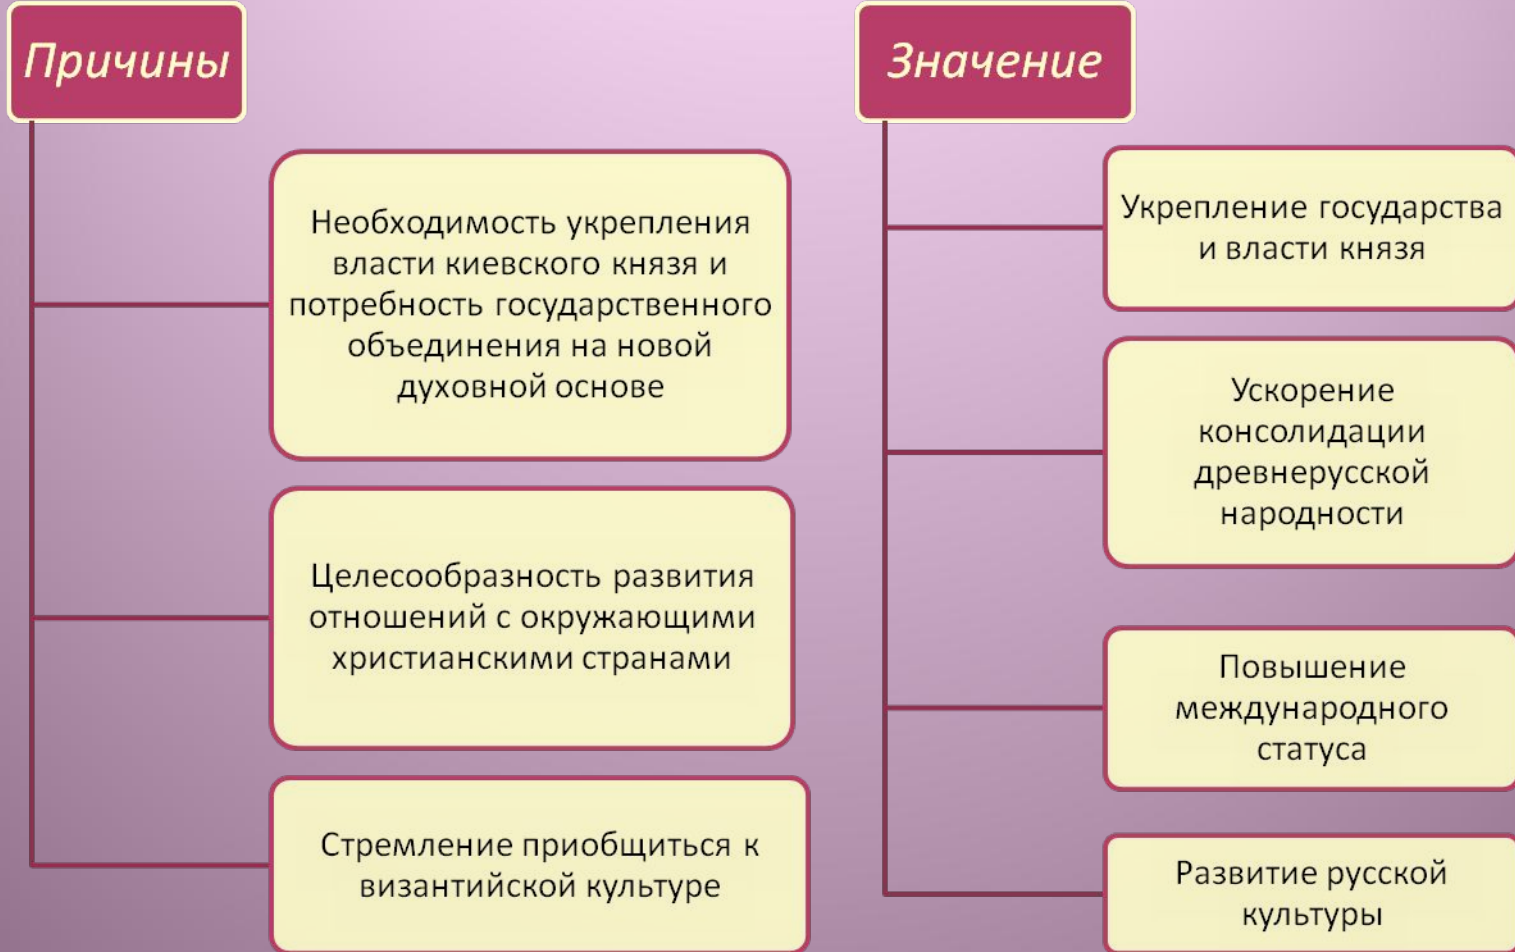 Причины
Необходимость укрепления
власти киевского князя и
потребность государственного
объединения на новой
духовной основе
Целесообразность развития
отношений с окружающими
христианскими странами
Стремление приобщиться к
византийской культуре
Значение
Укрепление государства
и власти князя
Ускорение
консолидации
древнерусской
народности
Повышение
международного
статуса
Развитие русской
культуры